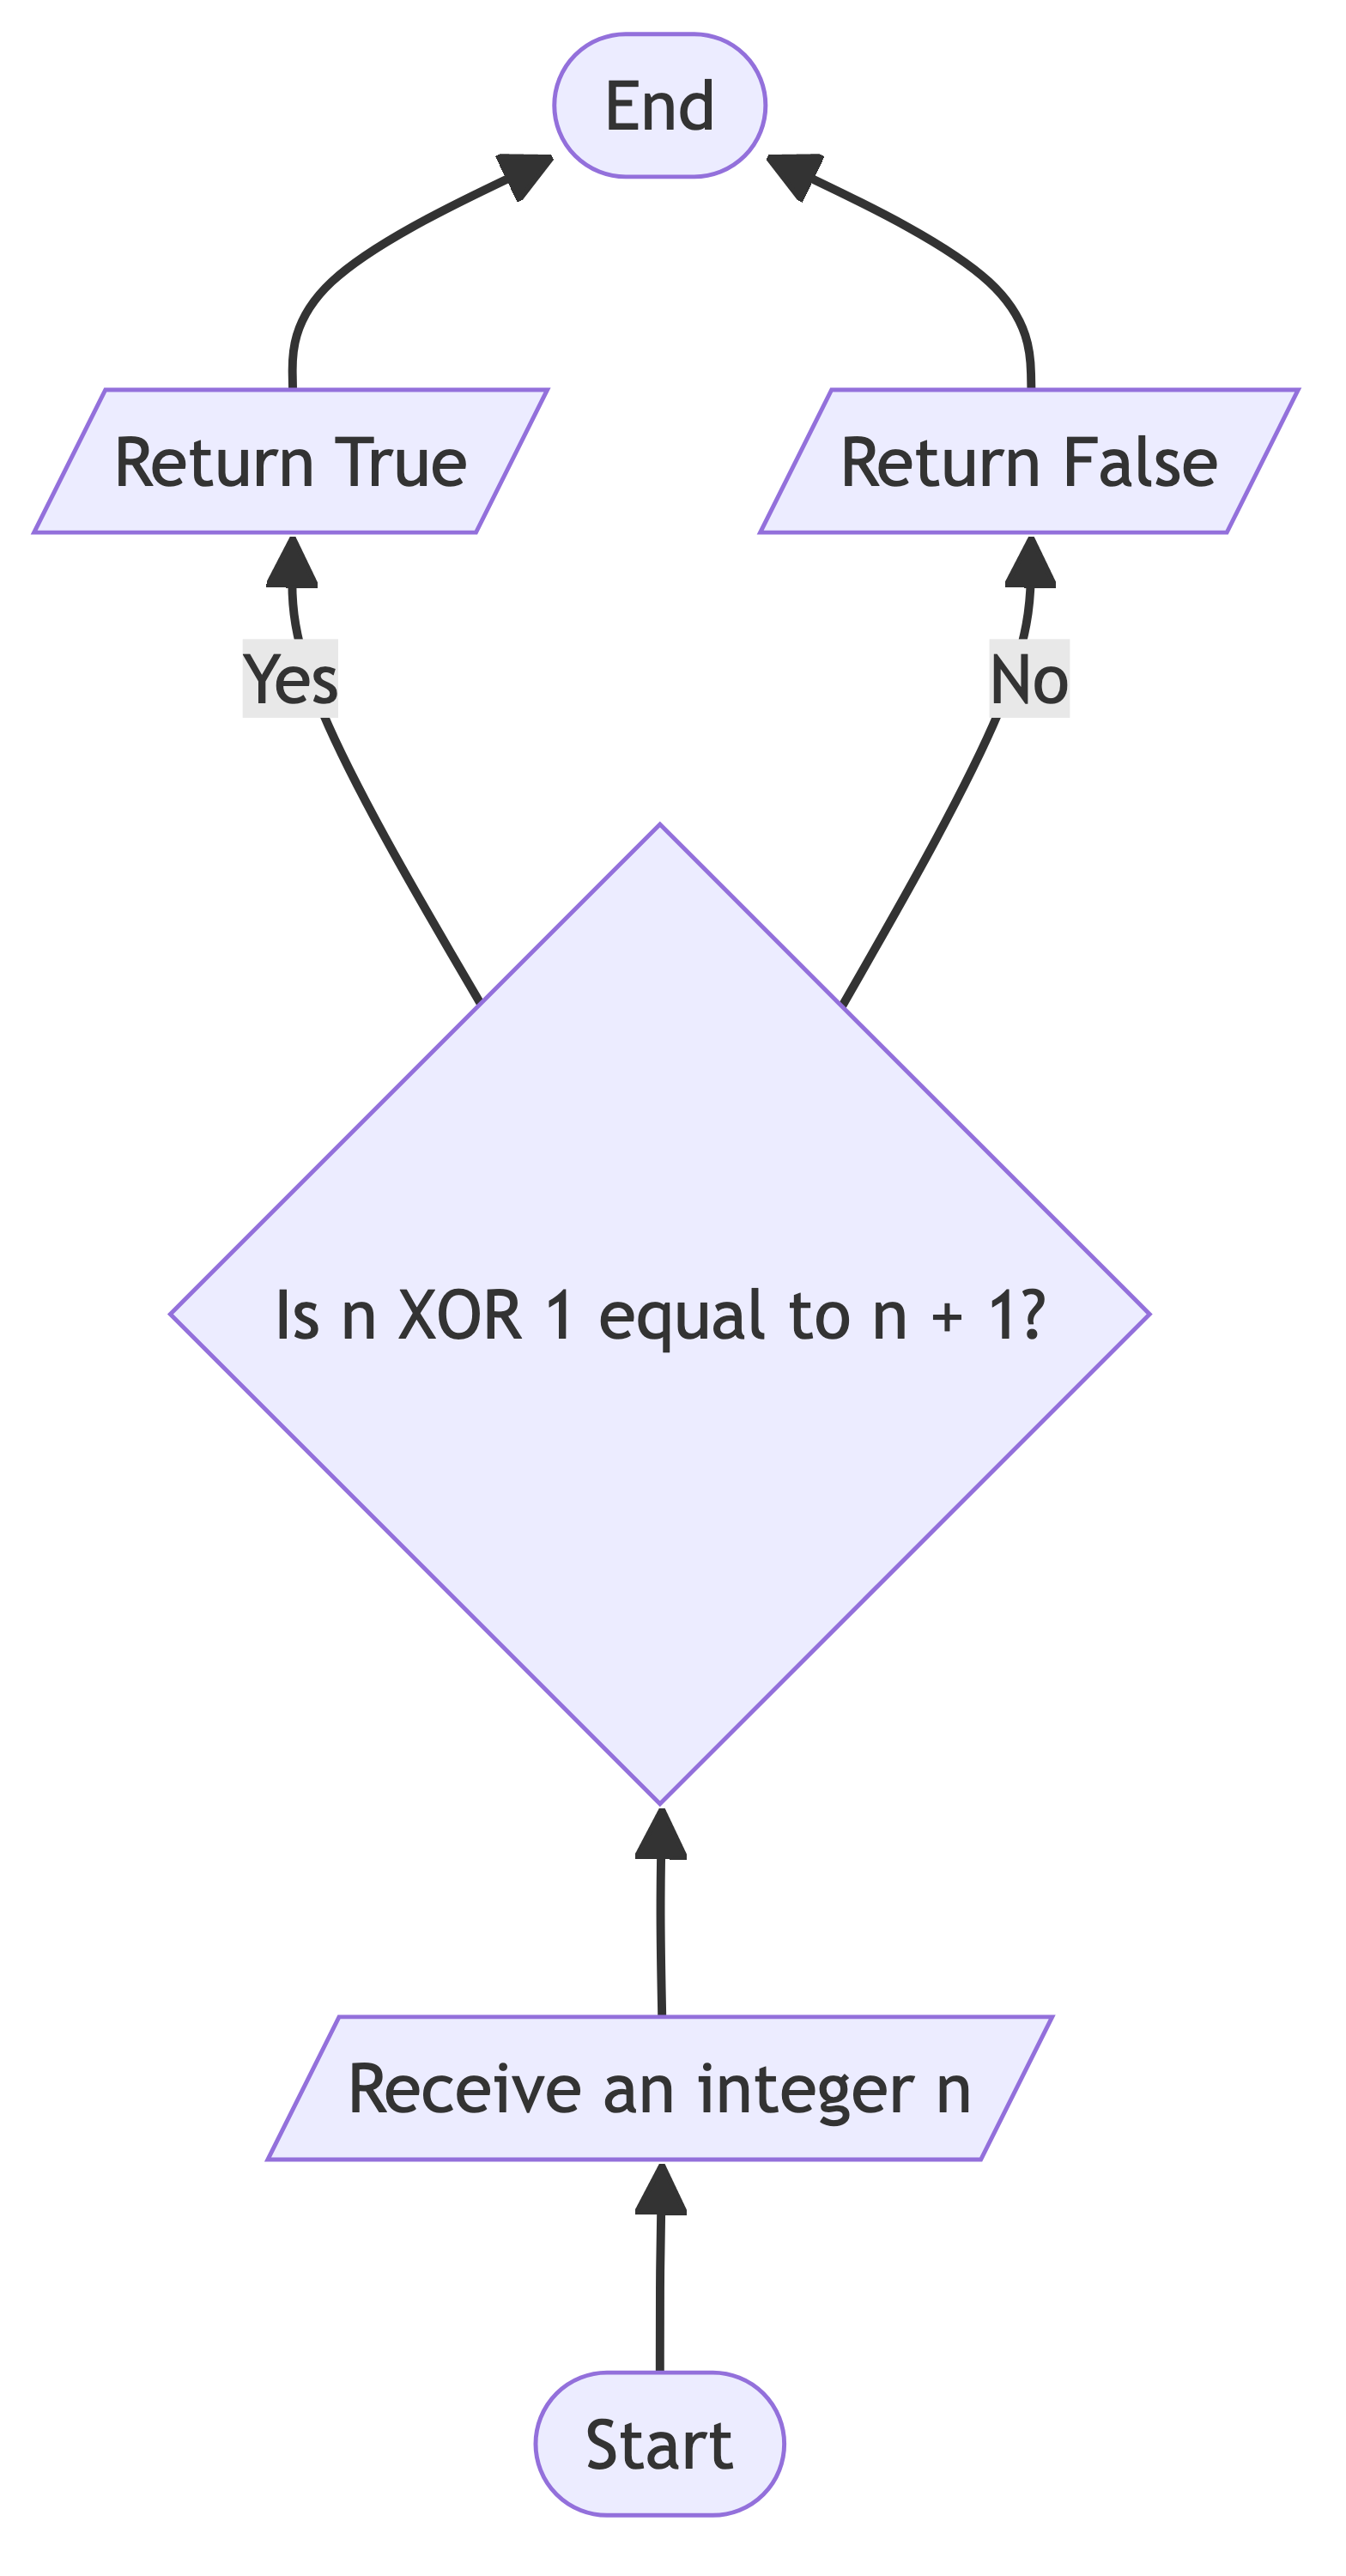 End
Return True
Return False
Yes
No
Is n XOR 1 equal to n + 1?
Receive an integer n
Start